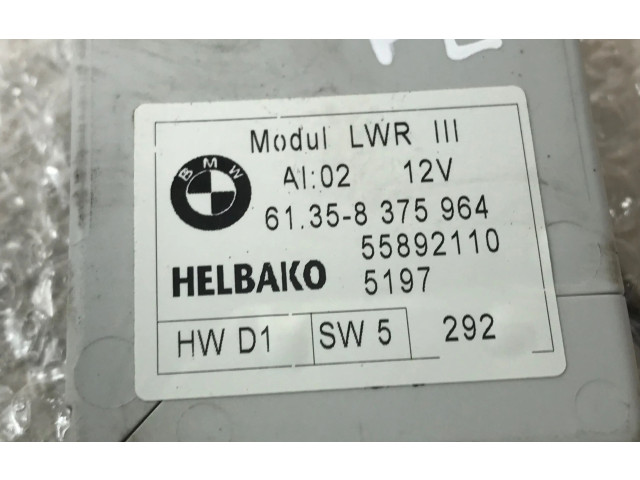 Modul LWR III
BMW
AI:02 12V
61.35-8 375 964
55892110
HELBAKO 5197
HW D1 SW 5 292